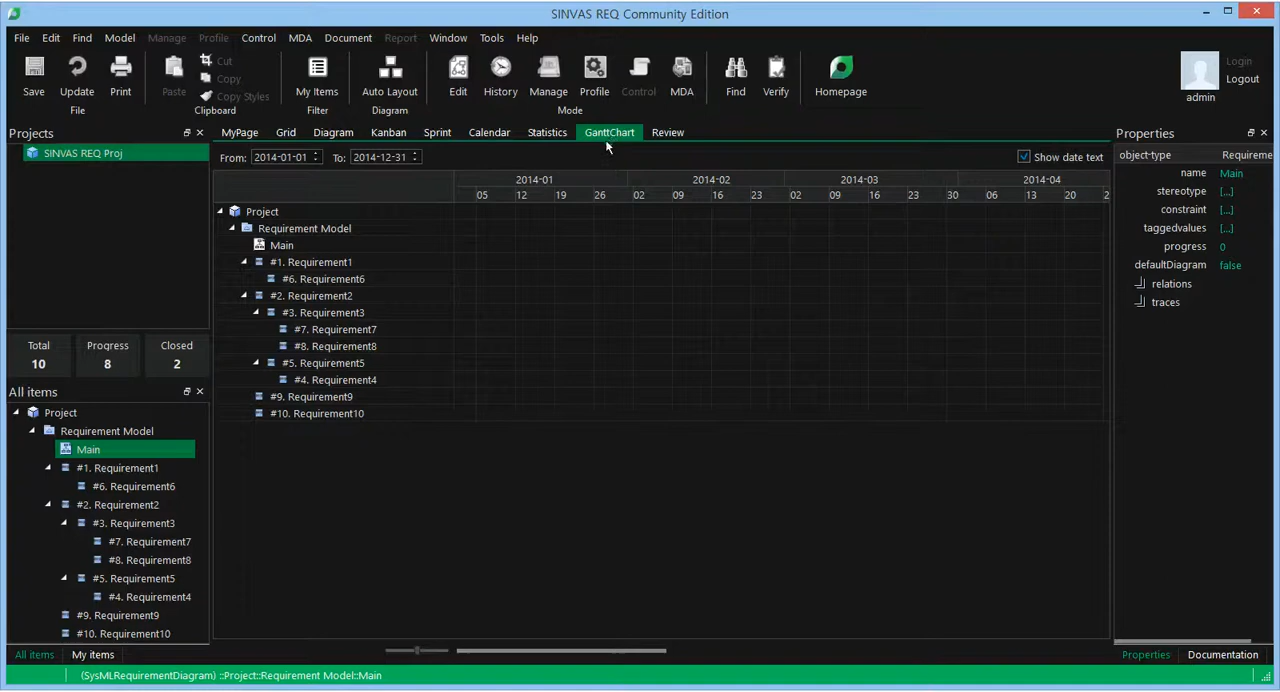 SINVAS REQ Community Edition
File Edit Find Model Manage Profile Control MDA Document Report Window Tools Help
Save Update Print Paste Cut Copy Copy Styles My Items Auto Layout Edit History Manage Profile Control MDA Find Verify Homepage
File Clipboard Filter Diagram Mode
Login
Logout
admin
Projects
SINVAS REQ Proj
MyPage Grid Diagram Kanban Sprint Calendar Statistics GanttChart Review
From: 2014-01-01 To: 2014-12-31 Show date text
2014-01 2014-02 2014-03 2014-04
05 12 19 26 02 09 16 23 02 09 16 23 30 06 13 20 2
Project
Requirement Model
Main
#1. Requirement1
#6. Requirement6
#2. Requirement2
#3. Requirement3
#7. Requirement7
#8. Requirement8
#5. Requirement5
#4. Requirement4
#9. Requirement9
#10. Requirement10
Total Progress Closed
10 8 2
All items
Project
Requirement Model
Main
#1. Requirement1
#6. Requirement6
#2. Requirement2
#3. Requirement3
#7. Requirement7
#8. Requirement8
#5. Requirement5
#4. Requirement4
#9. Requirement9
#10. Requirement10
All items My items
Properties
object-type Requireme
name Main
stereotype [...]
constraint [...]
taggedvalues [...]
progress 0
defaultDiagram false
relations
traces
Properties Documentation
(SysMLRequirementDiagram) ::Project::Requirement Model::Main